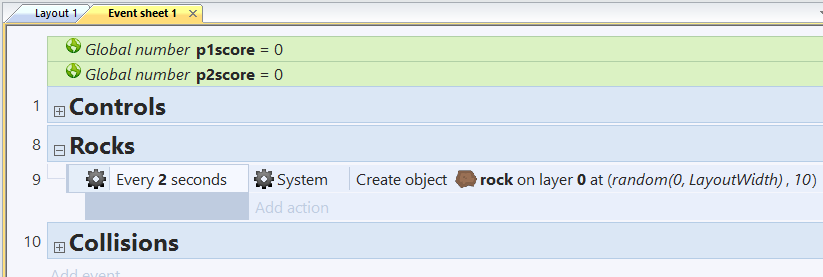 Layout 1 Event sheet 1
Global number p1score = 0
Global number p2score = 0
1 Controls
8 Rocks
9 Every 2 seconds System Create object rock on layer 0 at (random(0, LayoutWidth) , 10)
Add action
10 Collisions
Add event